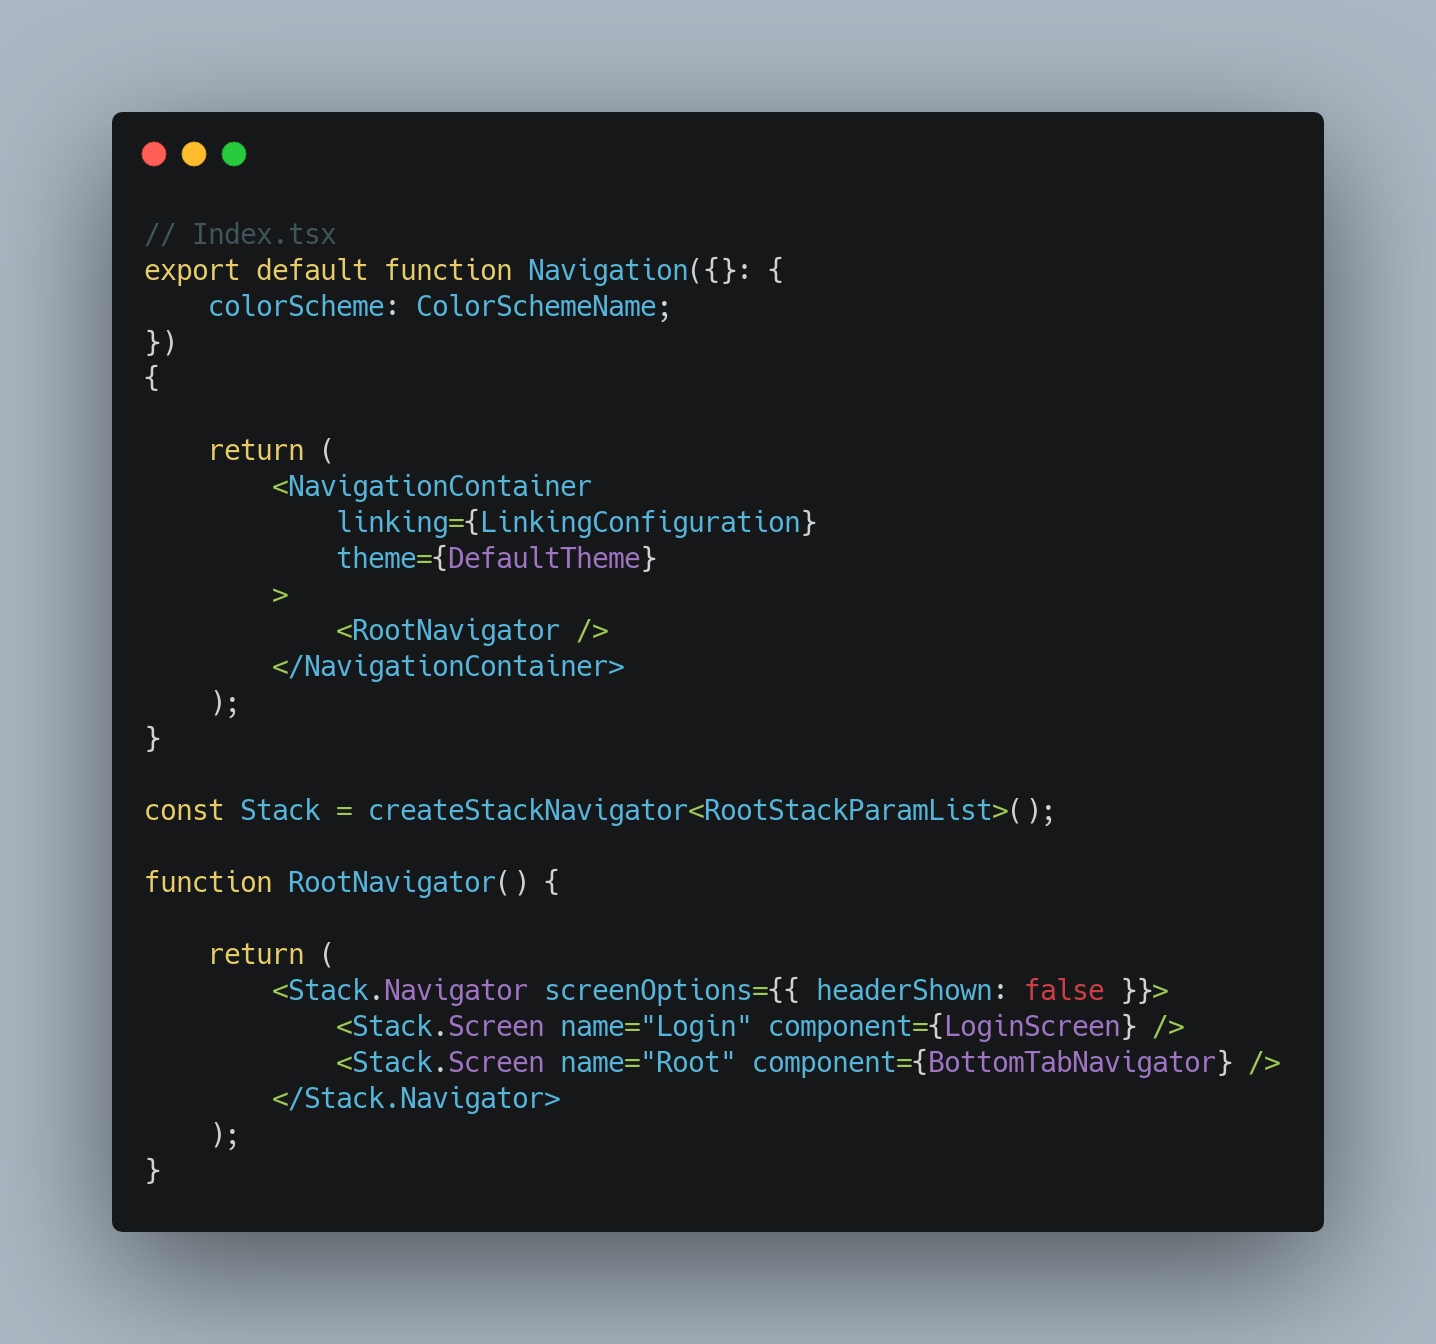 // Index.tsx
export default function Navigation({}: {
    colorScheme: ColorSchemeName;
})
{

    return (
        <NavigationContainer
            linking={LinkingConfiguration}
            theme={DefaultTheme}
        >
            <RootNavigator />
        </NavigationContainer>
    );
}

const Stack = createStackNavigator<RootStackParamList>();

function RootNavigator() {

    return (
        <Stack.Navigator screenOptions={{ headerShown: false }}>
            <Stack.Screen name="Login" component={LoginScreen} />
            <Stack.Screen name="Root" component={BottomTabNavigator} />
        </Stack.Navigator>
    );
}